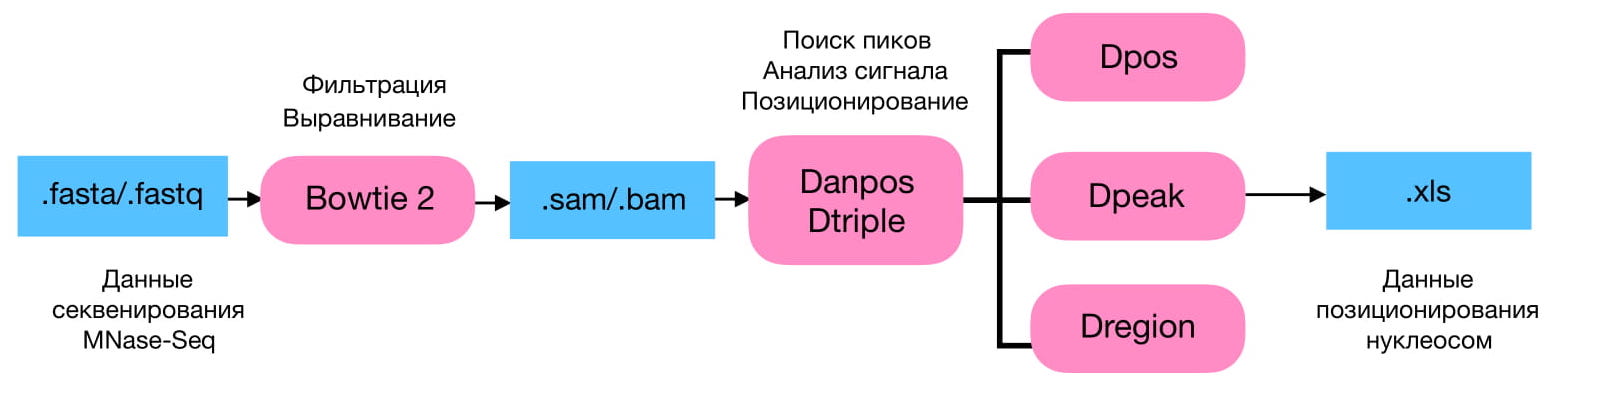 .fasta/.fastq
Данные
секвенирования
MNase-Seq
Фильтрация
Выравнивание
Bowtie 2
.sam/.bam
Поиск пиков
Анализ сигнала
Позиционирование
Danpos
Dtriple
Dpos
Dpeak
Dregion
.xls
Данные
позиционирования
нуклеосом